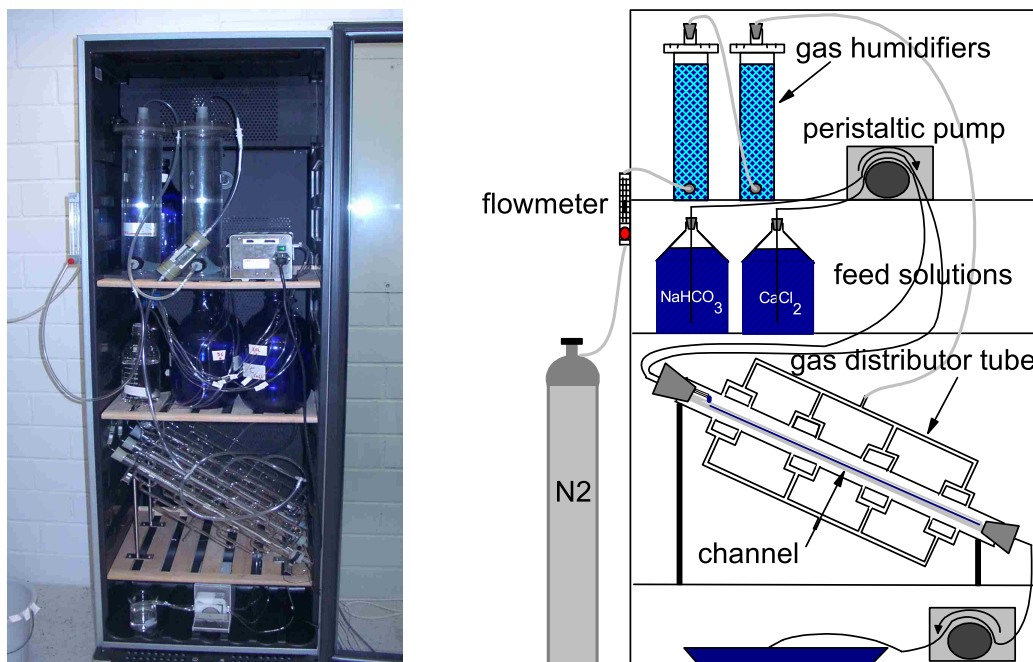 gas humidifiers
peristaltic pump
flowmeter
NaHCO3
CaCl2
feed solutions
gas distributor tube
N2
channel